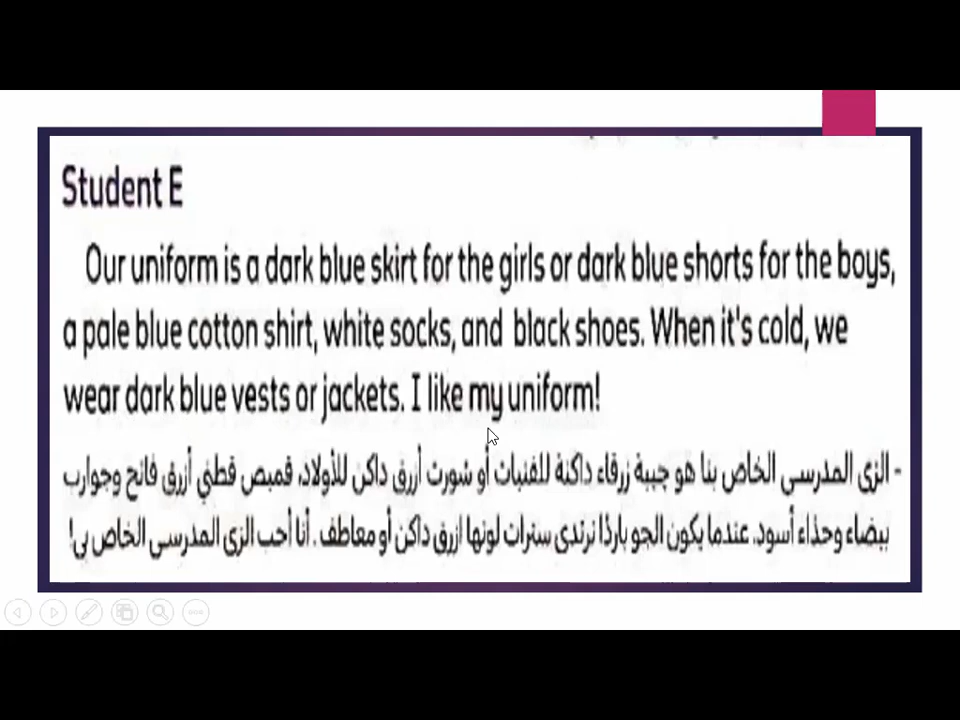 Student E
Our uniform is a dark blue skirt for the girls or dark blue shorts for the boys,
a pale blue cotton shirt, white socks, and black shoes. When it's cold, we
wear dark blue vests or jackets. I like my uniform!
- الزى المدرسى الخاص بنا هو جيبة زرقاء داكنة للفتيات أو شورت أزرق داكن للأولاد، قميص قطني أزرق فاتح وجوارب
بيضاء وحذاء أسود. عندما يكون الجو باردًا نرتدى سترات لونها ازرق داكن أو معاطف. أنا أحب الزى المدرسى الخاص بى!